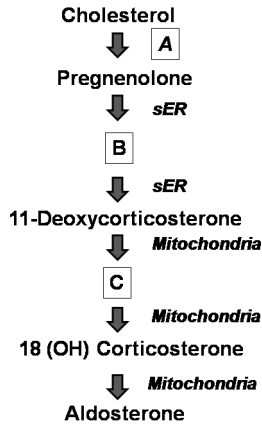 Cholesterol
A
Pregnenolone
sER
B
sER
11-Deoxycorticosterone
Mitochondria
C
Mitochondria
18 (OH) Corticosterone
Mitochondria
Aldosterone